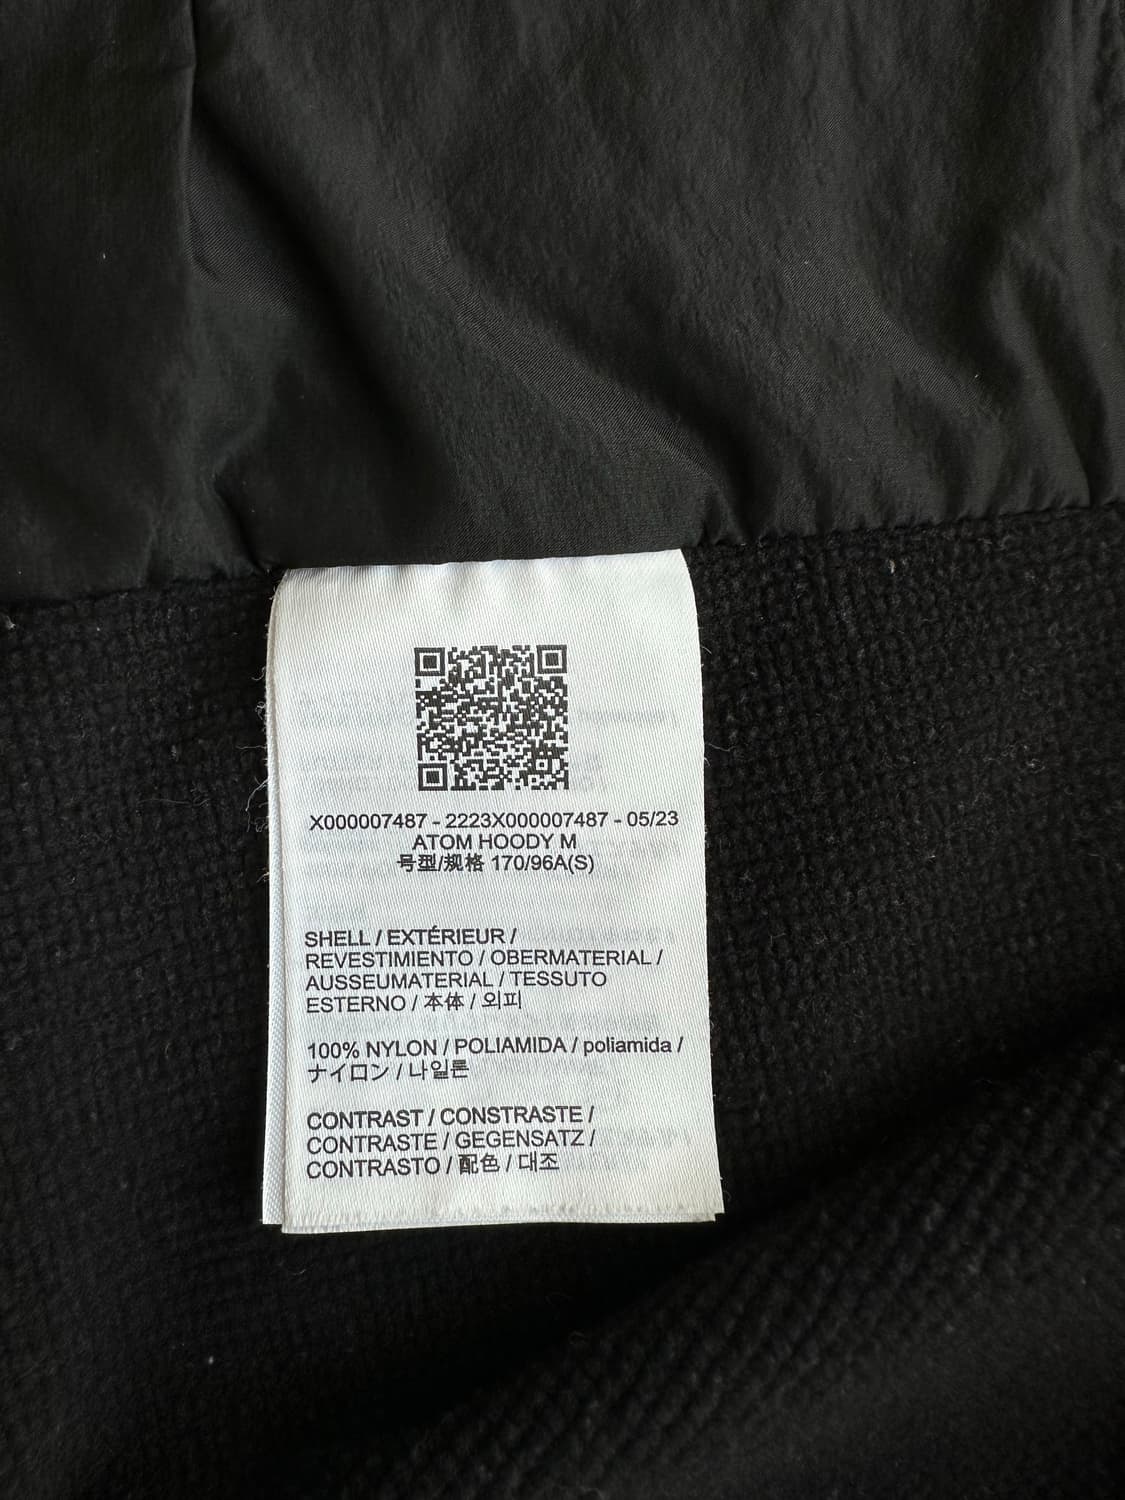 X000007487 - 2223X000007487 - 05/23
ATOM HOODY M
号型/规格 170/96A(S)
SHELL / EXTÉRIEUR /
REVESTIMIENTO / OBERMATERIAL /
AUSSEUMATERIAL / TESSUTO
ESTERNO / 本体 / 외피
100% NYLON / POLIAMIDA / poliamida /
ナイロン / 나일론
CONTRAST / CONSTRASTE /
CONTRASTE / GEGENSATZ /
CONTRASTO / 配色 / 대조